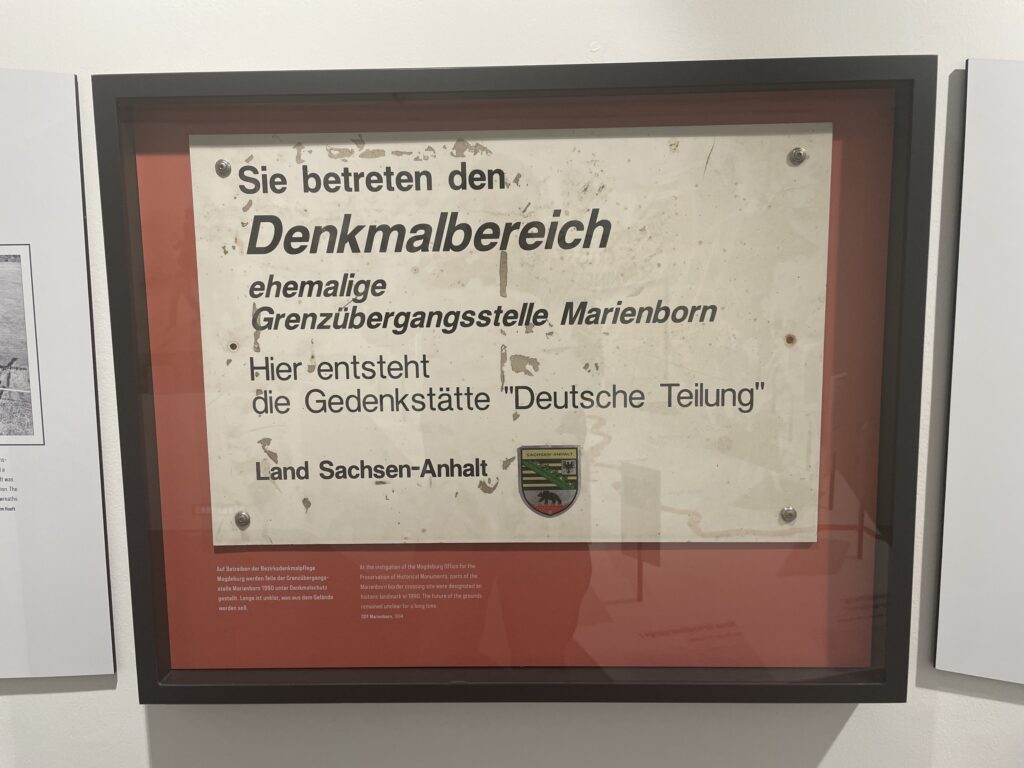 Sie betreten den
Denkmalbereich
ehemalige
Grenzübergangsstelle Marienborn
Hier entsteht
die Gedenkstätte "Deutsche Teilung"
Land Sachsen-Anhalt
SACHSEN-ANHALT
Auf Betreiben der Bezirksdenkmalpflege
Magdeburg werden Teile der Grenzübergangs-
stelle Marienborn 1990 unter Denkmalschutz
gestellt. Lange ist unklar, was aus dem Gelände
werden soll.
At the instigation of the Magdeburg Office for the
Preservation of Historical Monuments, parts of the
Marienborn border crossing site were designated an
historic landmark in 1990. The future of the grounds
remained unclear for a long time.